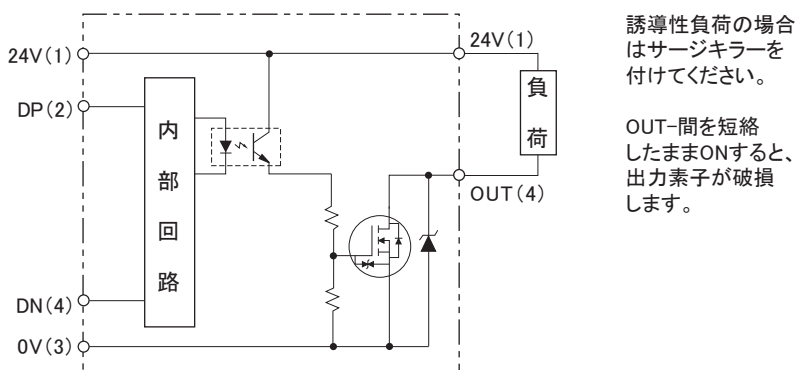 24V(1)
DP(2)
内部回路
DN(4)
0V(3)
24V(1)
負荷
OUT(4)
誘導性負荷の場合
はサージキラーを
付けてください。
OUT-間を短絡
したままONすると、
出力素子が破損
します。